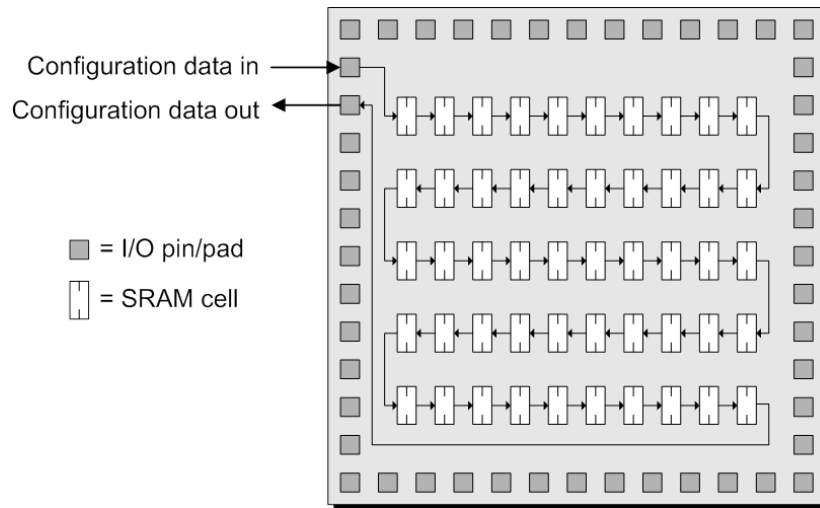 Configuration data in
Configuration data out
= I/O pin/pad
= SRAM cell